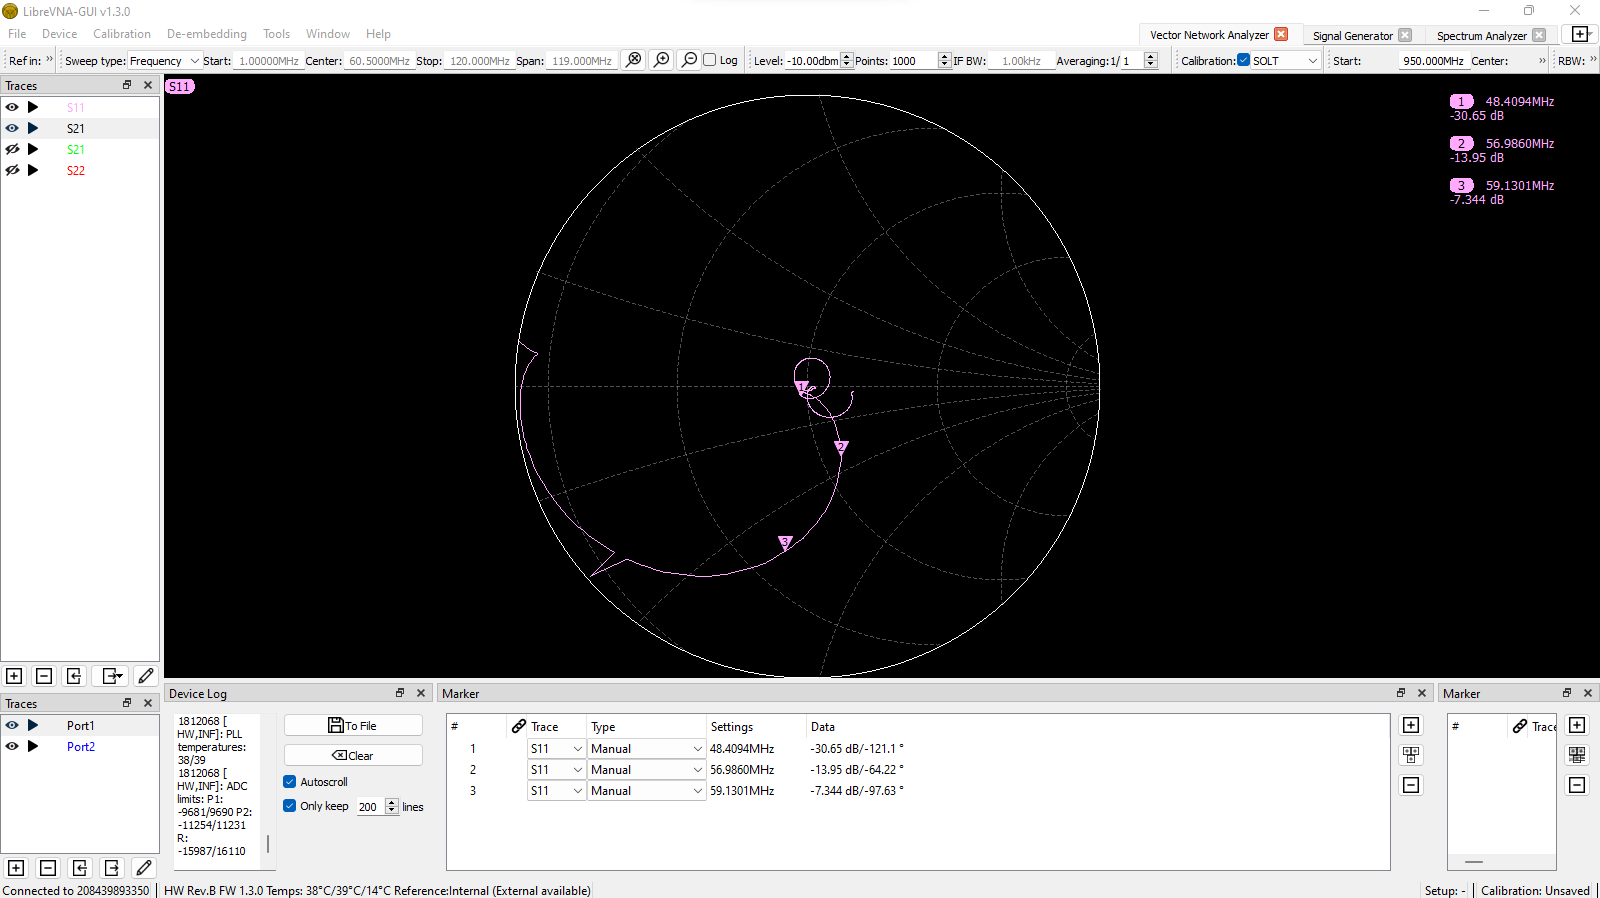 LibreVNA-GUI v1.3.0
File Device Calibration De-embedding Tools Window Help
Vector Network Analyzer Signal Generator Spectrum Analyzer
Ref in: » Sweep type: Frequency Start: 1.00000MHz Center: 60.5000MHz Stop: 120.000MHz Span: 119.000MHz Log Level: -10.00dbm Points: 1000 IF BW: 1.00kHz Averaging: 1/ 1 Calibration: SOLT Start: 950.000MHz Center: » RBW: »
Traces
S11
S21
S21
S22
S11
1 48.4094MHz
-30.65 dB
2 56.9860MHz
-13.95 dB
3 59.1301MHz
-7.344 dB
1
2
3
Traces
Port1
Port2
Device Log
1812068 [
HW,INF]: PLL
temperatures:
38/39
1812068 [
HW,INF]: ADC
limits: P1:
-9681/9690 P2:
-11254/11231
R:
-15987/16110
To File
Clear
Autoscroll
Only keep 200 lines
Marker
# Trace Type Settings Data
1 S11 Manual 48.4094MHz -30.65 dB/-121.1 °
2 S11 Manual 56.9860MHz -13.95 dB/-64.22 °
3 S11 Manual 59.1301MHz -7.344 dB/-97.63 °
Marker
# Trace
Connected to 208439893350 HW Rev.B FW 1.3.0 Temps: 38°C/39°C/14°C Reference:Internal (External available) Setup: - Calibration: Unsaved